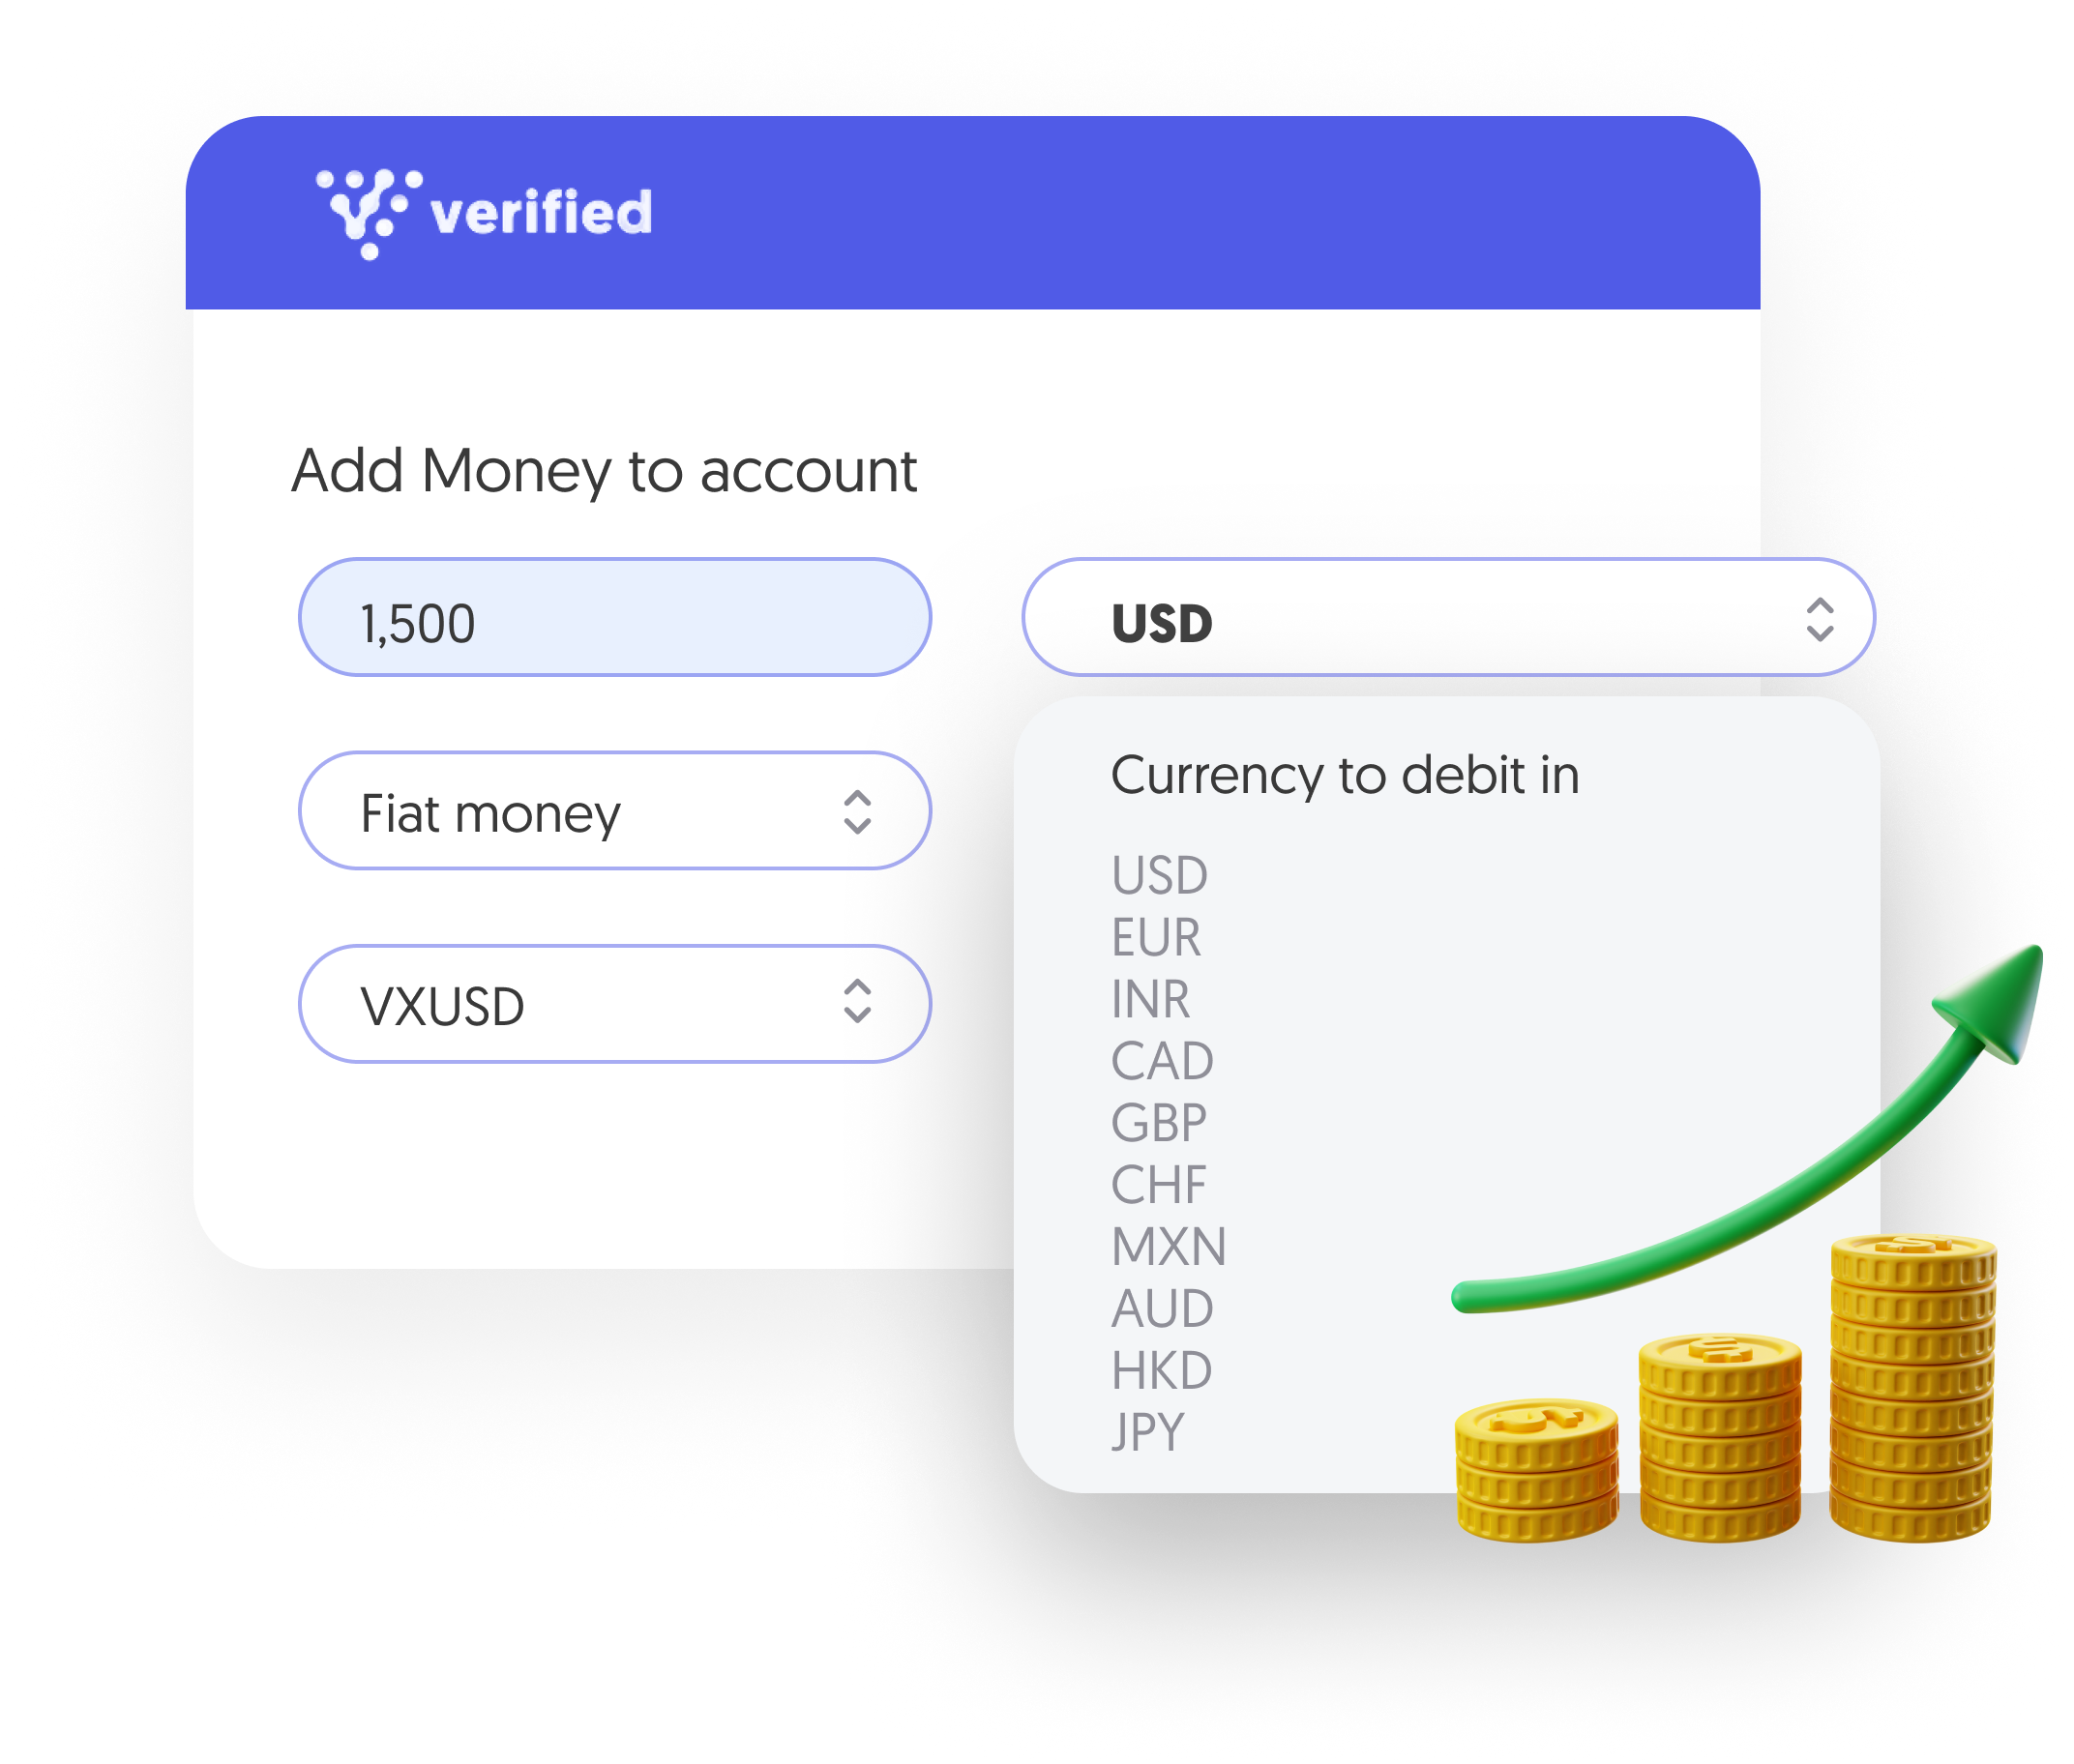 verified
Add Money to account
1,500
USD
Fiat money
VXUSD
Currency to debit in
USD
EUR
INR
CAD
GBP
CHF
MXN
AUD
HKD
JPY